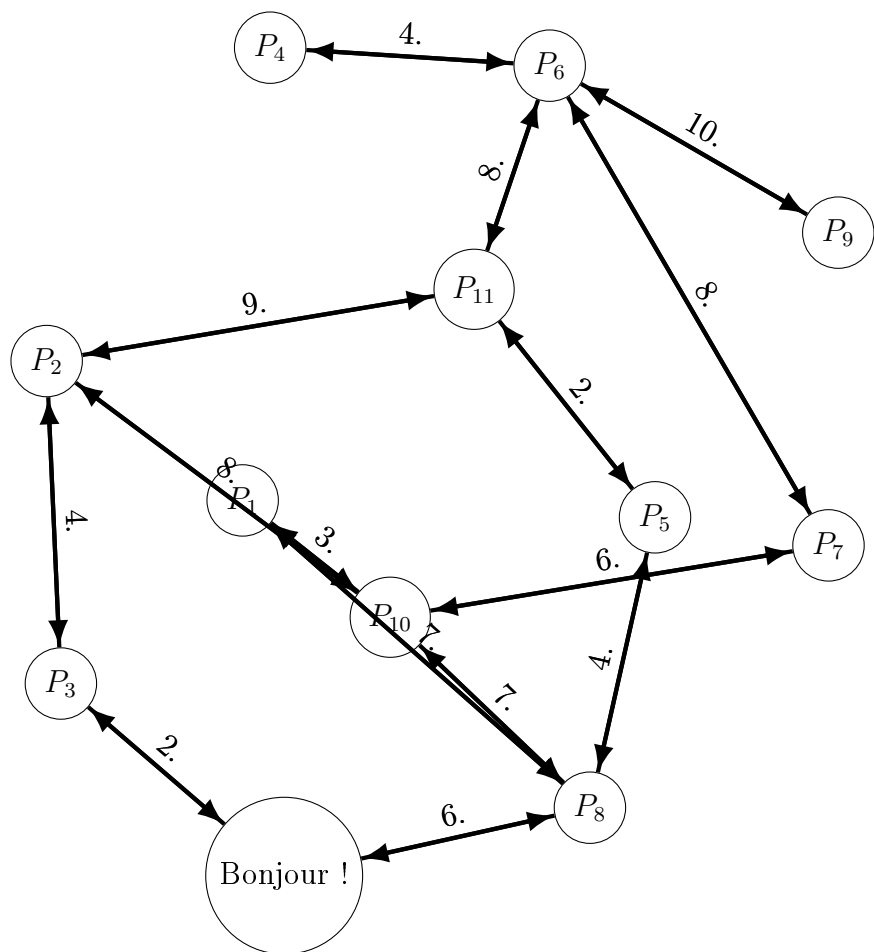 P₄
4.
P₆
10.
8.
P₉
8.
P₁₁
9.
P₂
2.
8.
P₁
4.
3.
P₅
P₇
6.
P₁₀
7.
4.
P₃
7.
2.
P₈
6.
Bonjour !